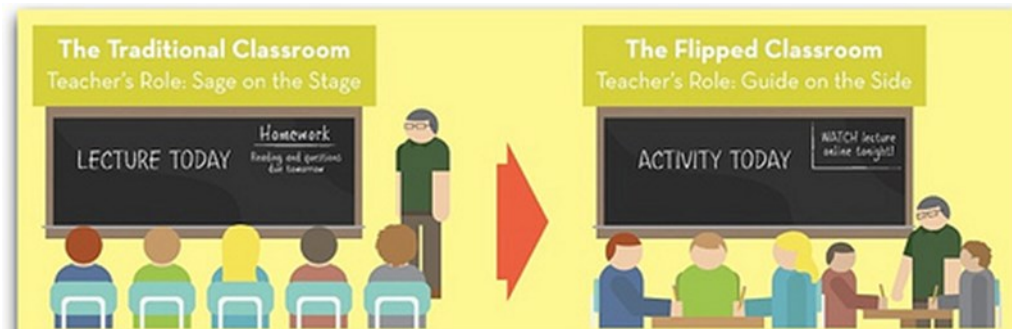 The Traditional Classroom
Teacher's Role: Sage on the Stage
LECTURE TODAY
Homework
Reading and questions
due tomorrow
The Flipped Classroom
Teacher's Role: Guide on the Side
ACTIVITY TODAY
WATCH lecture
online tonight!